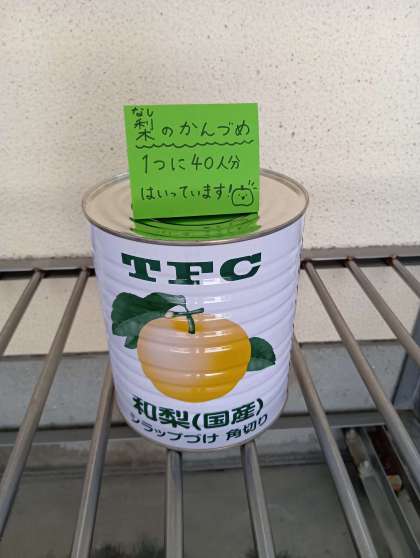 なし
梨のかんづめ
1つに40人分
はいっています!
TFC
和梨(国産)
シラップづけ 角切り